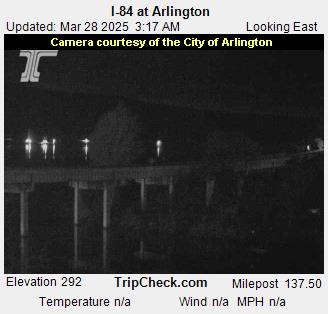 I-84 at Arlington
Updated: Mar 28 2025 3:17 AM Looking East
Camera courtesy of the City of Arlington
Elevation 292 TripCheck.com Milepost 137.50
Temperature n/a Wind n/a MPH n/a